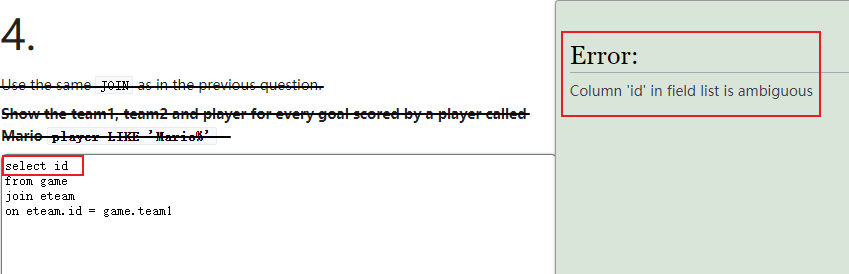 4.
Use the same JOIN as in the previous question.
Show the team1, team2 and player for every goal scored by a player called
Mario player LIKE 'Mario%'
select id
from game
join eteam
on eteam.id = game.team1
Error:
Column 'id' in field list is ambiguous